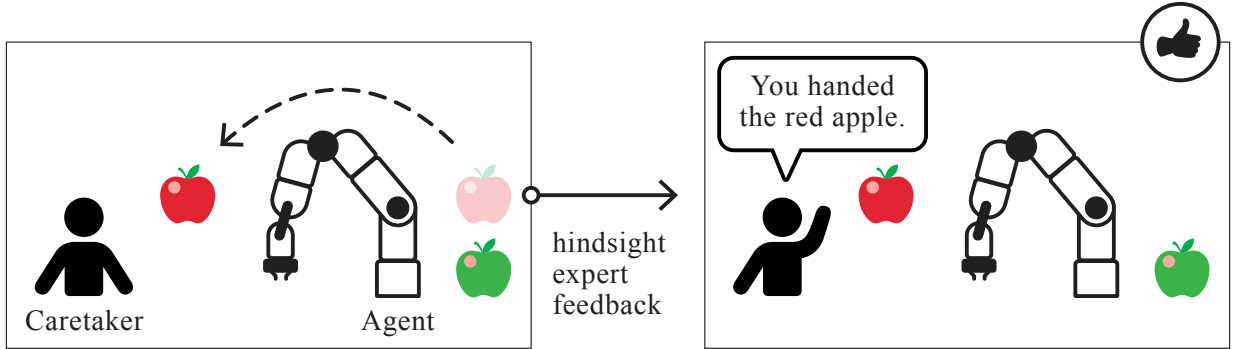 You handed
the red apple.
hindsight
expert
feedback
Caretaker
Agent